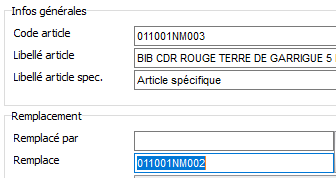 Infos générales
Code article 011001NM003
Libellé article BIB CDR ROUGE TERRE DE GARRIGUE 5
Libellé article spec. Article spécifique
Remplacement
Remplacé par
Remplace 011001NM002